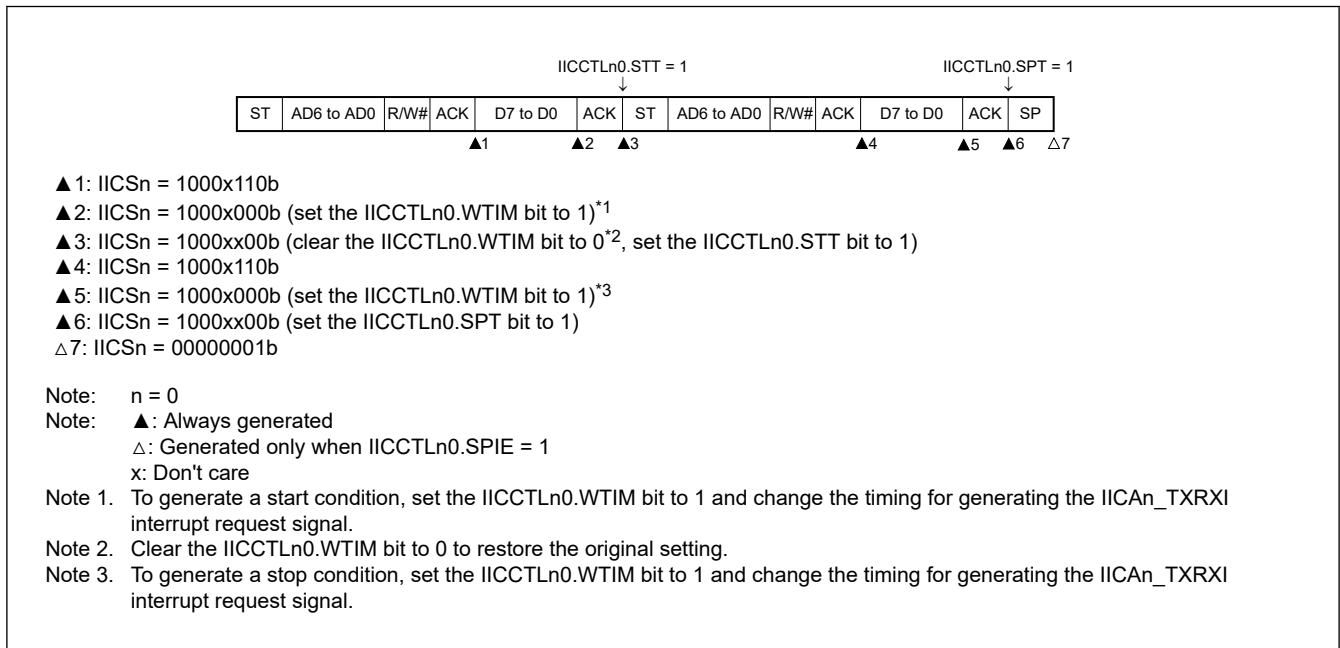 IICCTLn0.STT = 1 IICCTLn0.SPT = 1
↓ ↓
ST AD6 to AD0 R/W# ACK D7 to D0 ACK ST AD6 to AD0 R/W# ACK D7 to D0 ACK SP
▲1 ▲2 ▲3 ▲4 ▲5 ▲6 △7
▲1: IICSn = 1000x110b
▲2: IICSn = 1000x000b (set the IICCTLn0.WTIM bit to 1)*1
▲3: IICSn = 1000xx00b (clear the IICCTLn0.WTIM bit to 0*2, set the IICCTLn0.STT bit to 1)
▲4: IICSn = 1000x110b
▲5: IICSn = 1000x000b (set the IICCTLn0.WTIM bit to 1)*3
▲6: IICSn = 1000xx00b (set the IICCTLn0.SPT bit to 1)
△7: IICSn = 00000001b
Note: n = 0
Note: ▲: Always generated
△: Generated only when IICCTLn0.SPIE = 1
x: Don't care
Note 1. To generate a start condition, set the IICCTLn0.WTIM bit to 1 and change the timing for generating the IICAn_TXRXI
interrupt request signal.
Note 2. Clear the IICCTLn0.WTIM bit to 0 to restore the original setting.
Note 3. To generate a stop condition, set the IICCTLn0.WTIM bit to 1 and change the timing for generating the IICAn_TXRXI
interrupt request signal.